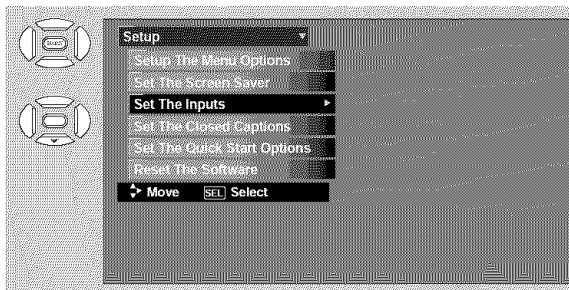 Setup
Setup The Menu Options
Set The Screen Saver
Set The Inputs
Set The Closed Captions
Set The Quick Start Options
Reset The Software
Move SEL Select